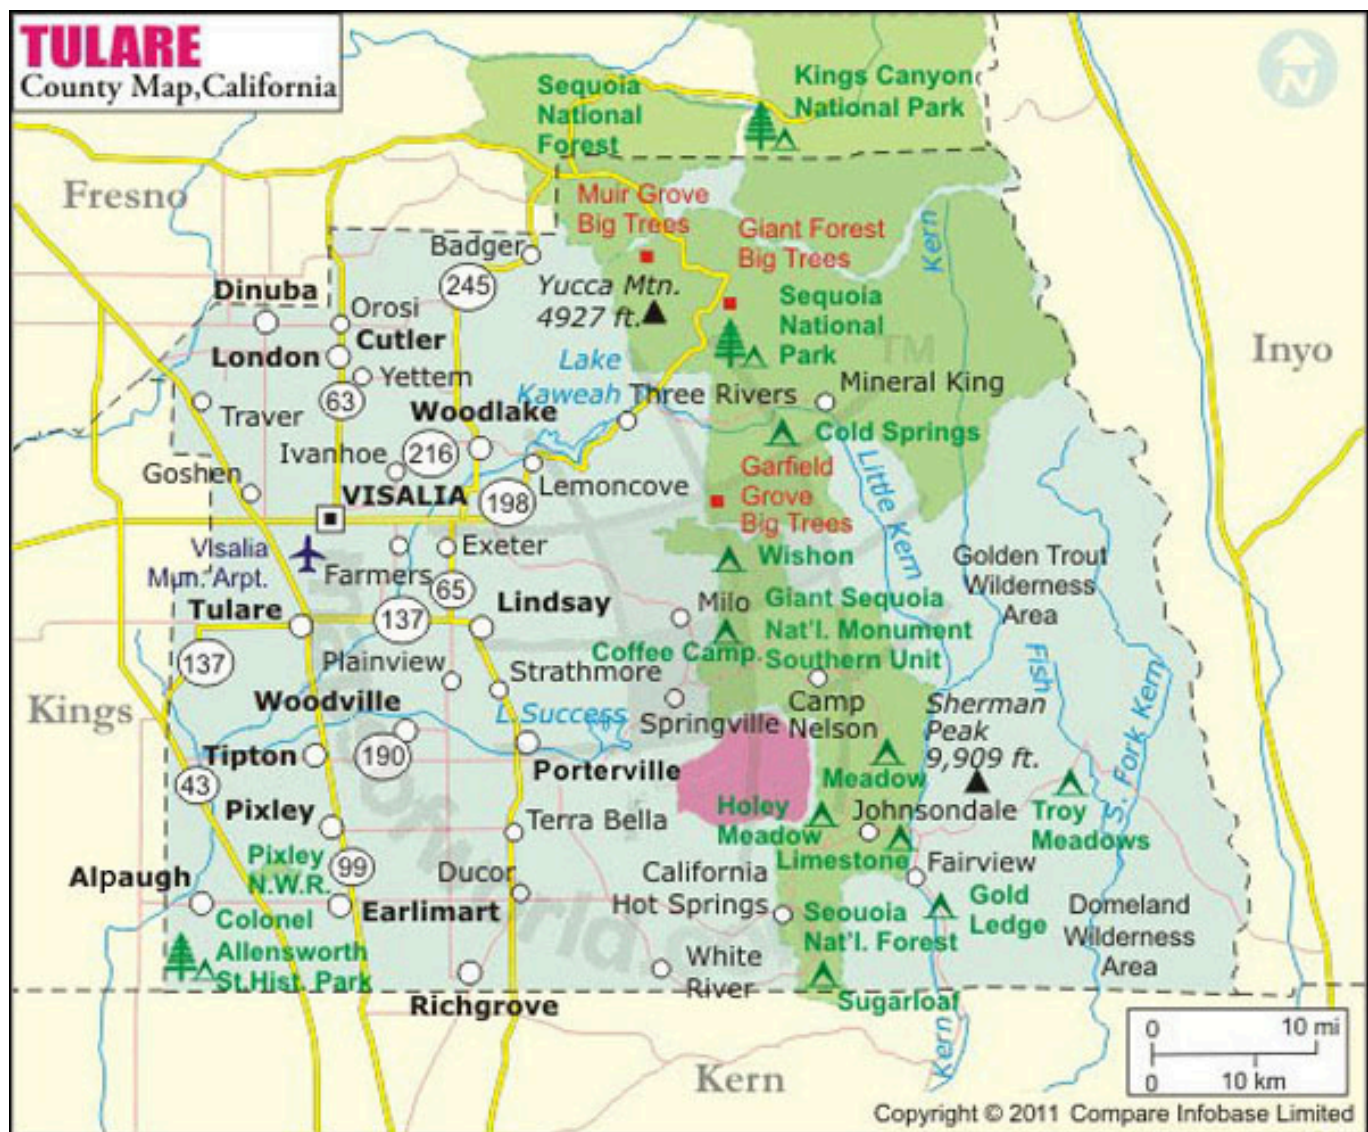 TULARE
County Map,California
N
Sequoia
National
Forest
Kings Canyon
National Park
Fresno
Muir Grove
Big Trees
Giant Forest
Big Trees
Kern
Badger
245
Yucca Mtn.
4927 ft.
Dinuba
Orosi
Cutler
London
Yettem
Sequoia
National
Park
TM
Inyo
Lake
Kaweah
Three Rivers
Mineral King
63
Traver
Woodlake
Cold Springs
Ivanhoe
216
Goshen
VISALIA
198
Lemoncove
Garfield
Grove
Big Trees
Little Kern
VIsalia
Mun. Arpt.
Farmers
Exeter
Wishon
Golden Trout
Wilderness
Area
65
Tulare
137
Lindsay
Milo
Giant Sequoia
Nat'l. Monument
Southern Unit
Coffee Camp
137
Plainview
Strathmore
Fish
S. Fork Kern
Kings
Woodville
L.Success
Springville
Camp
Nelson
Sherman
Peak
9,909 ft.
Tipton
190
Porterville
Meadow
43
Pixley
Terra Bella
Holey
Meadow
Johnsondale
Troy
Meadows
Limestone
Fairview
Pixley
N.W.R.
99
Ducor
California
Hot Springs
Alpaugh
Earlimart
Gold
Ledge
Domeland
Wilderness
Area
Colonel
Allensworth
St.Hist. Park
Seouoia
Nat'l. Forest
White
River
Richgrove
Sugarloaf
Kern
Kern
0 10 mi
0 10 km
Copyright © 2011 Compare Infobase Limited